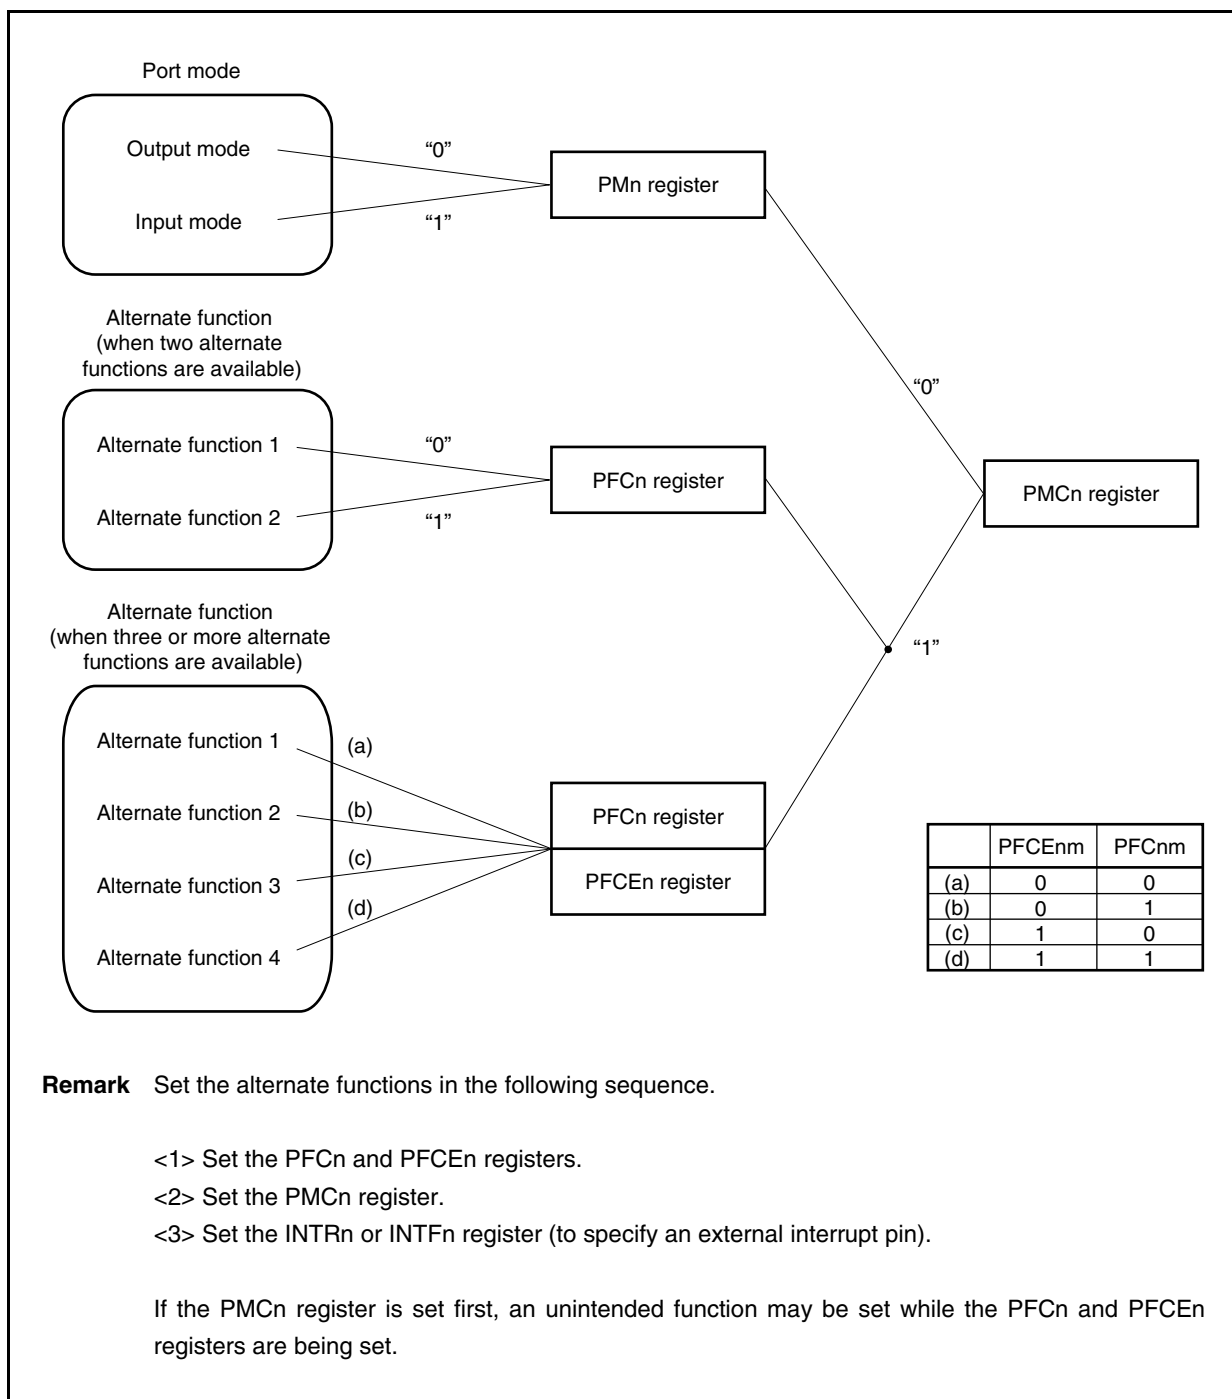 Port mode
Output mode
“0”
PMn register
Input mode
“1”
Alternate function
(when two alternate
functions are available)
“0”
Alternate function 1
“0”
PFCn register
PMCn register
Alternate function 2
“1”
Alternate function
(when three or more alternate
functions are available)
“1”
Alternate function 1
(a)
Alternate function 2
(b)
PFCn register
(c)
Alternate function 3
PFCEn register
(d)
Alternate function 4
PFCEnm PFCnm
(a) 0 0
(b) 0 1
(c) 1 0
(d) 1 1
Remark Set the alternate functions in the following sequence.
<1> Set the PFCn and PFCEn registers.
<2> Set the PMCn register.
<3> Set the INTRn or INTFn register (to specify an external interrupt pin).
If the PMCn register is set first, an unintended function may be set while the PFCn and PFCEn
registers are being set.